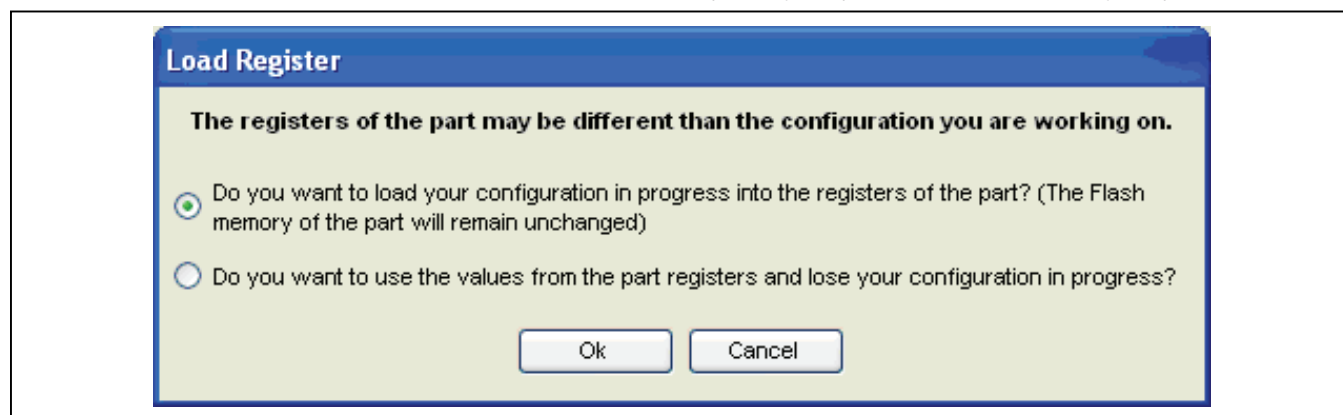 Load Register
The registers of the part may be different than the configuration you are working on.
Do you want to load your configuration in progress into the registers of the part? (The Flash
memory of the part will remain unchanged)
Do you want to use the values from the part registers and lose your configuration in progress?
Ok
Cancel